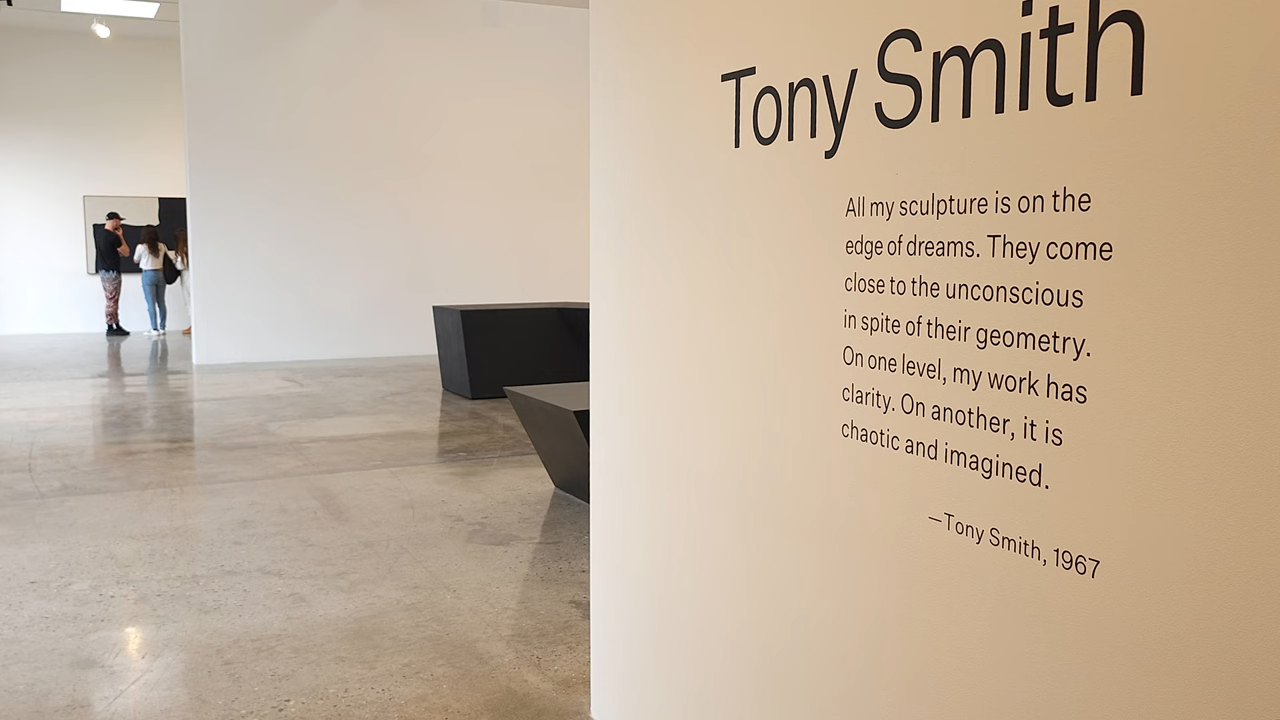 Tony Smith
All my sculpture is on the
edge of dreams. They come
close to the unconscious
in spite of their geometry.
On one level, my work has
clarity. On another, it is
chaotic and imagined.
—Tony Smith, 1967